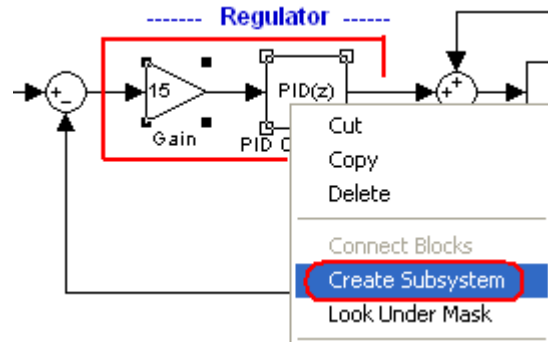 ------- Regulator ------
15
PID(z)
Gain
PID C
Cut
Copy
Delete
Connect Blocks
Create Subsystem
Look Under Mask